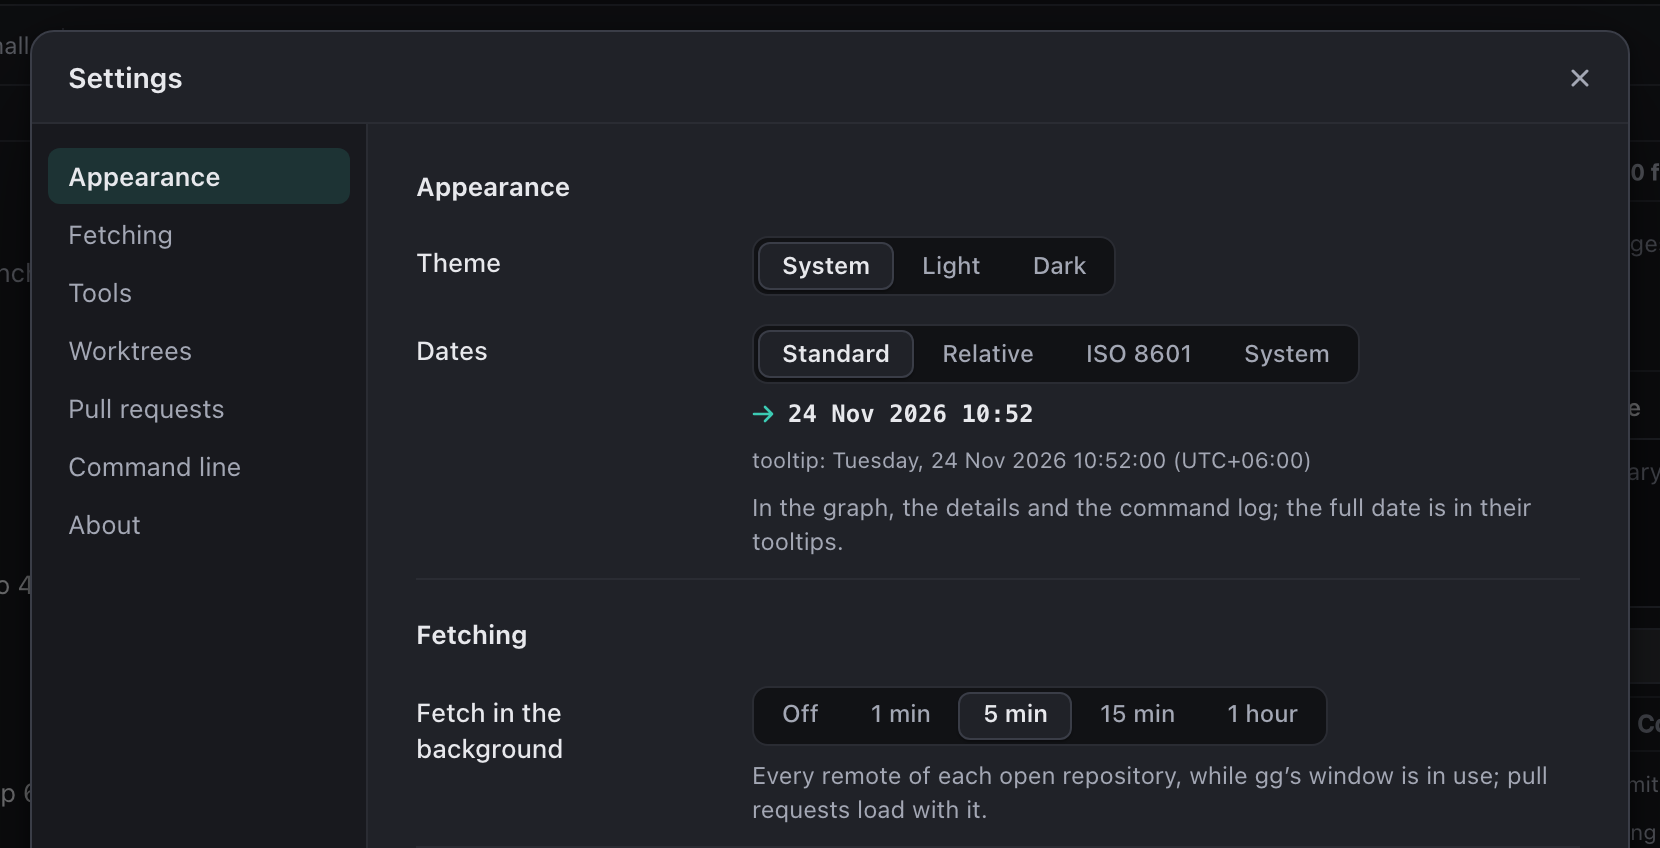 Settings
Appearance
Fetching
Tools
Worktrees
Pull requests
Command line
About
Appearance
Theme
System Light Dark
Dates
Standard Relative ISO 8601 System
→ 24 Nov 2026 10:52
tooltip: Tuesday, 24 Nov 2026 10:52:00 (UTC+06:00)
In the graph, the details and the command log; the full date is in their
tooltips.
Fetching
Fetch in the
background
Off 1 min 5 min 15 min 1 hour
Every remote of each open repository, while gg’s window is in use; pull
requests load with it.